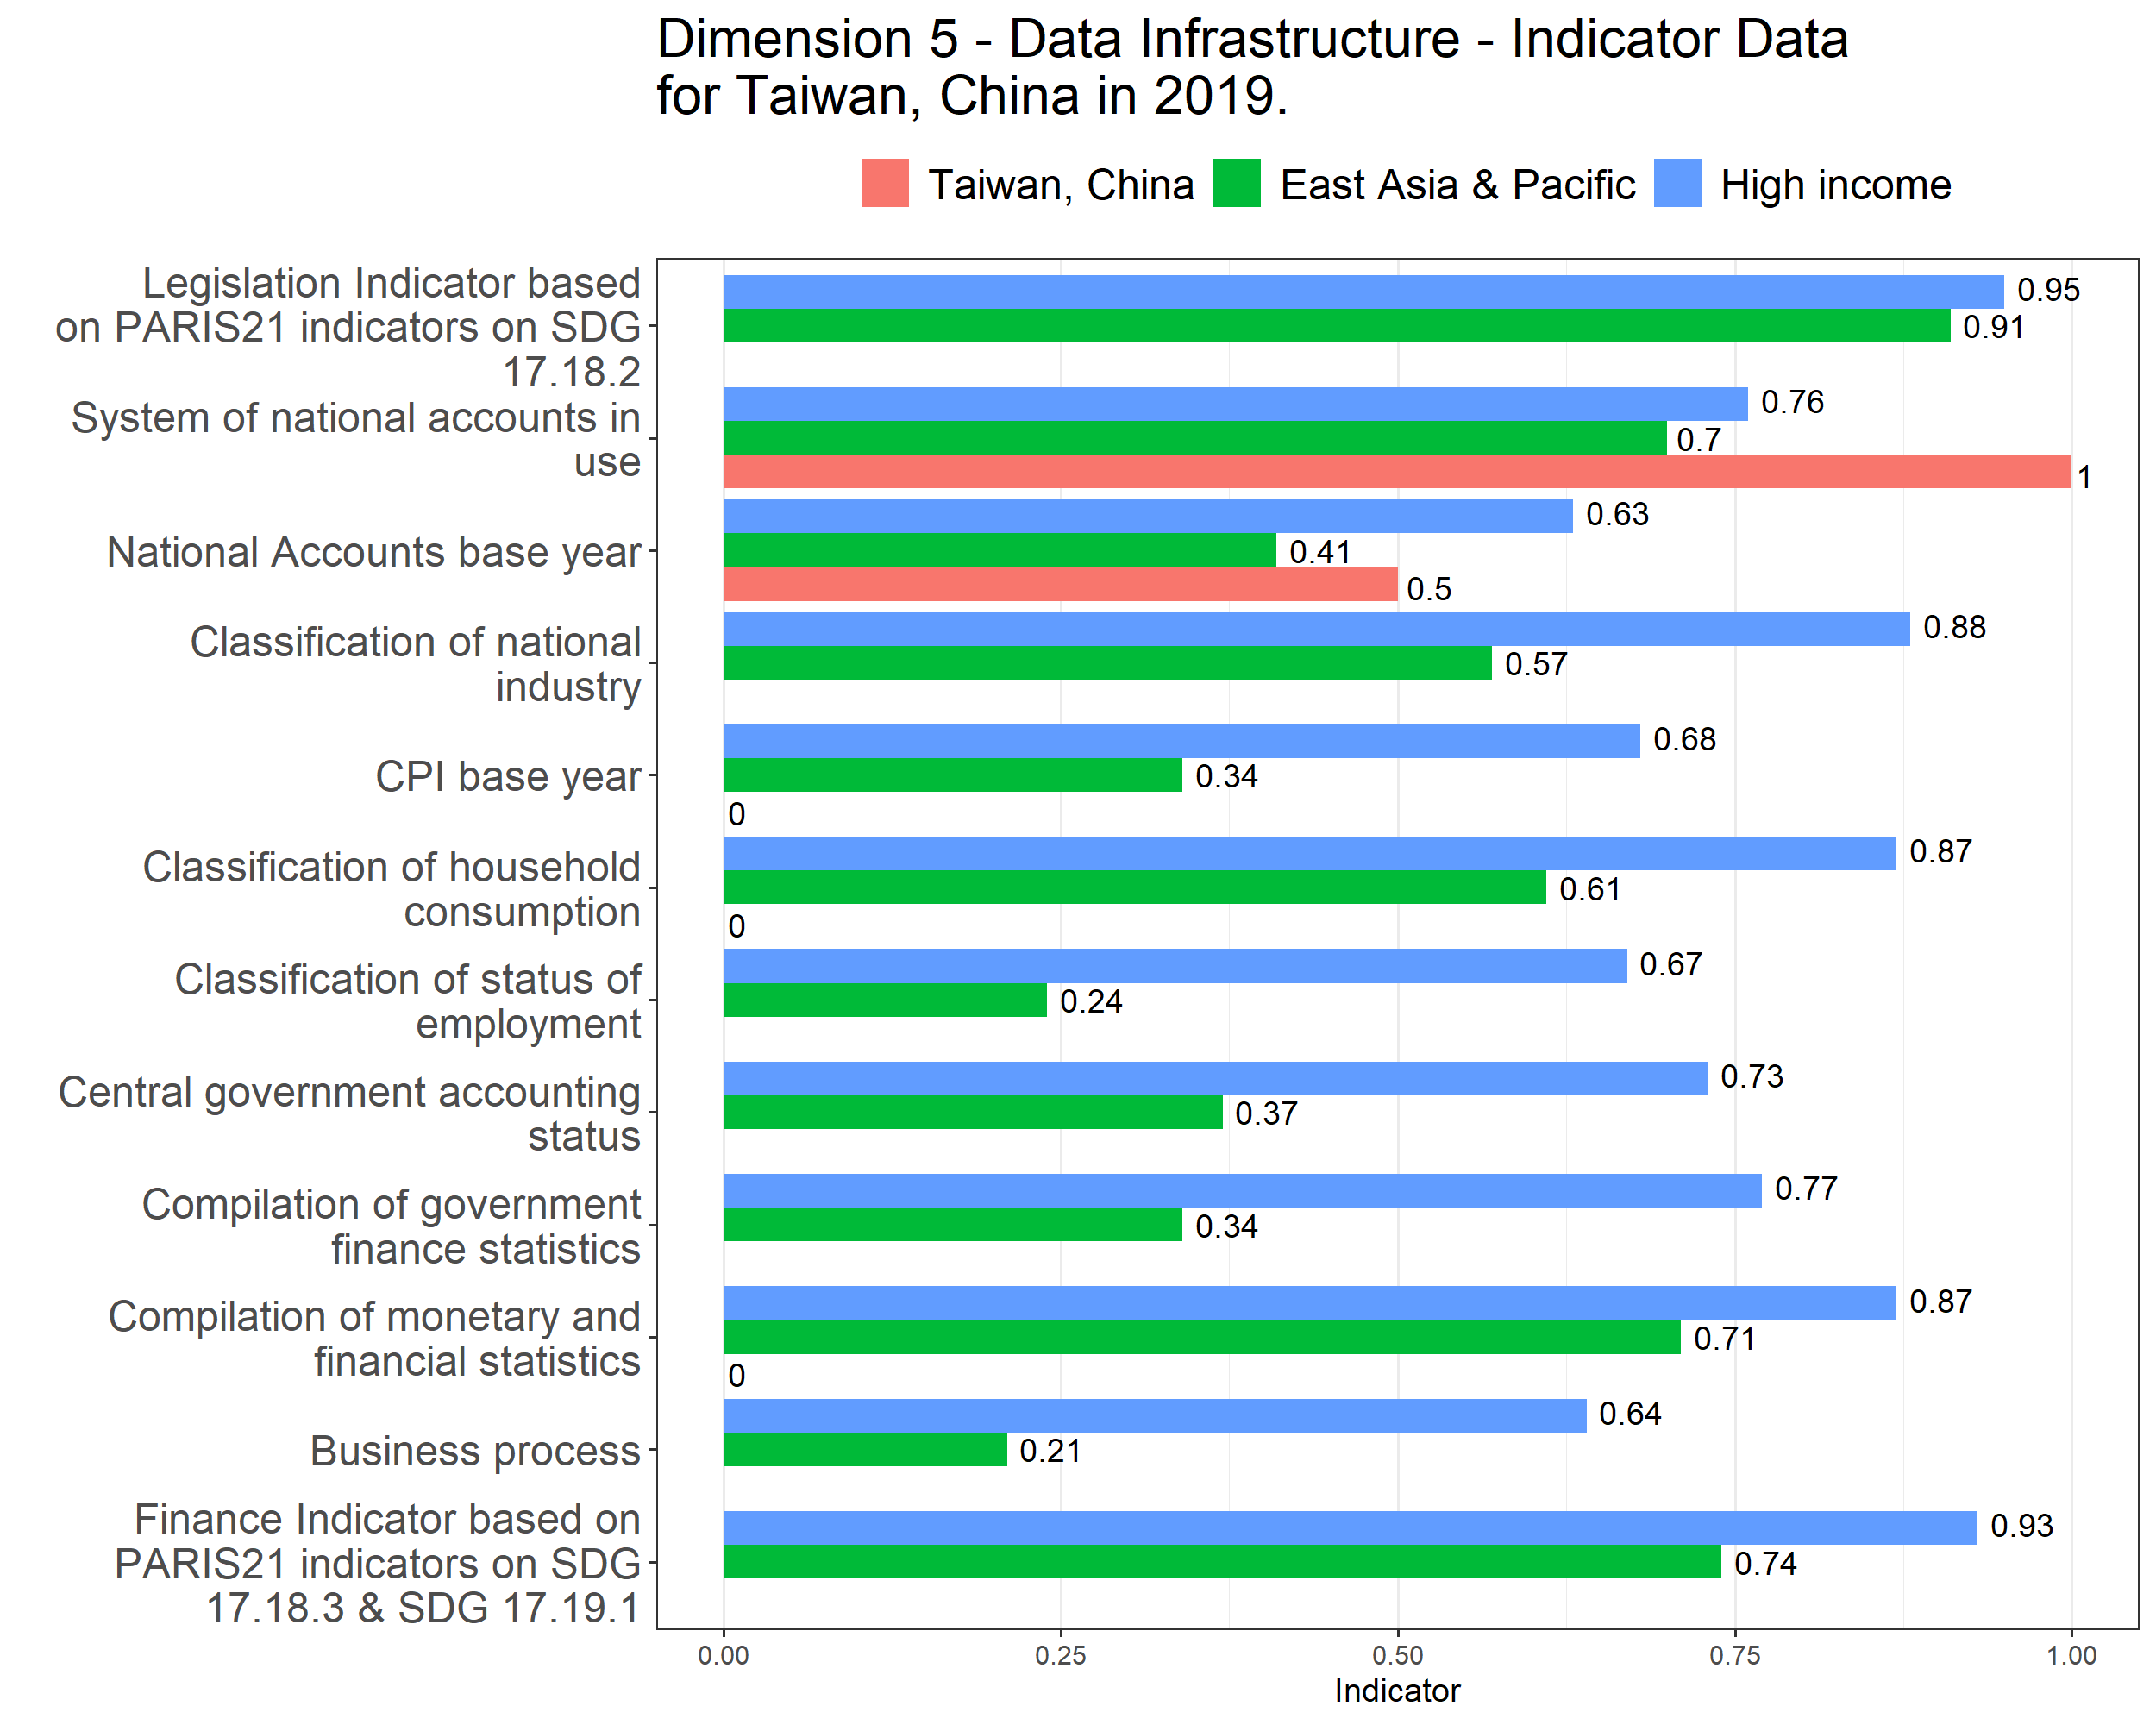 Dimension 5 - Data Infrastructure - Indicator Data
for Taiwan, China in 2019.
Taiwan, China
East Asia & Pacific
High income
Legislation Indicator based
on PARIS21 indicators on SDG
17.18.2
0.95
0.91
System of national accounts in
use
0.76
0.7
1
National Accounts base year
0.63
0.41
0.5
Classification of national
industry
0.88
0.57
CPI base year
0.68
0.34
0
Classification of household
consumption
0.87
0.61
0
Classification of status of
employment
0.67
0.24
Central government accounting
status
0.73
0.37
Compilation of government
finance statistics
0.77
0.34
Compilation of monetary and
financial statistics
0.87
0.71
0
Business process
0.64
0.21
Finance Indicator based on
PARIS21 indicators on SDG
17.18.3 & SDG 17.19.1
0.93
0.74
0.00
0.25
0.50
0.75
1.00
Indicator